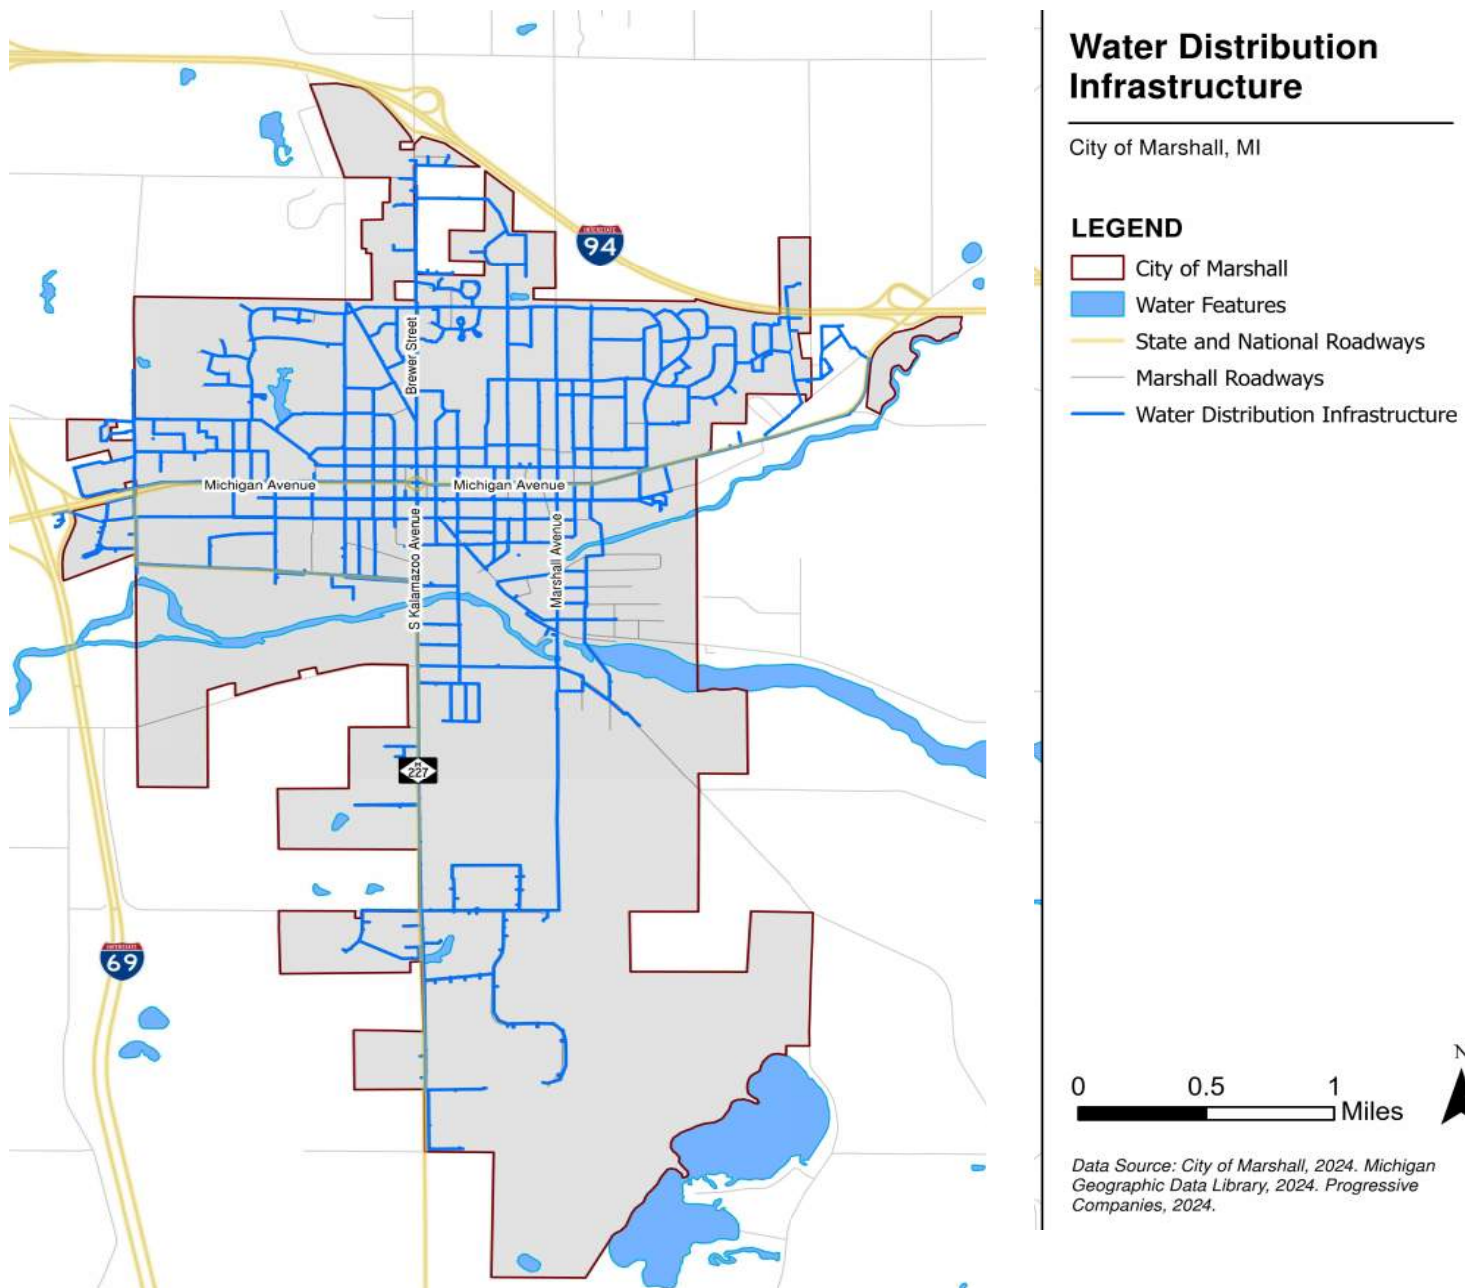 Water Distribution
Infrastructure
City of Marshall, MI
LEGEND
City of Marshall
Water Features
State and National Roadways
Marshall Roadways
Water Distribution Infrastructure
INTERSTATE
94
Brewer Street
Michigan Avenue
Michigan Avenue
S Kalamazoo Avenue
Marshall Avenue
M
227
INTERSTATE
69
N
0 0.5 1
Miles
Data Source: City of Marshall, 2024. Michigan
Geographic Data Library, 2024. Progressive
Companies, 2024.